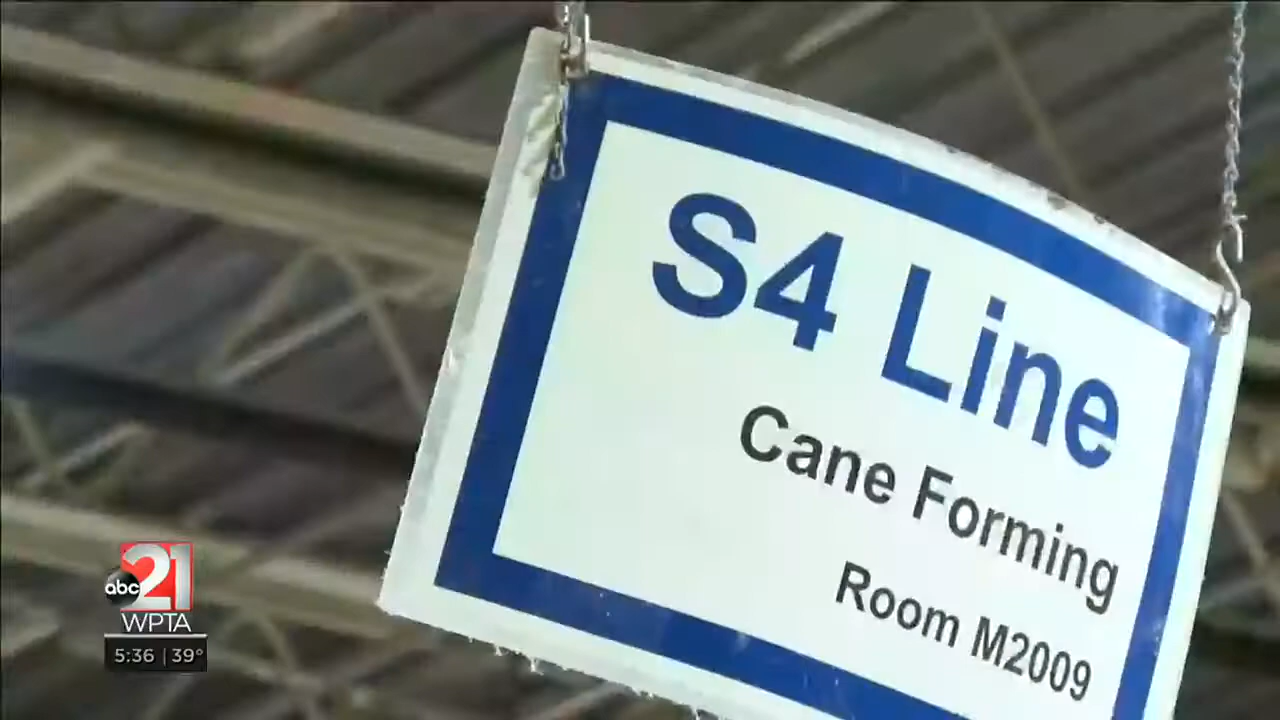 S4 Line
Cane Forming
Room M2009
abc 21
WPTA
5:36 | 39°